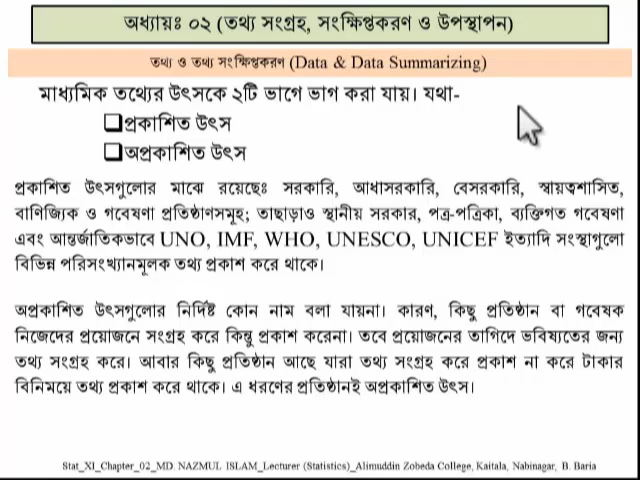 অধ্যায়ঃ ০২ (তথ্য সংগ্রহ, সংক্ষিপ্তকরণ ও উপস্থাপন)
তথ্য ও তথ্য সংক্ষিপ্তকরণ (Data & Data Summarizing)
মাধ্যমিক তথ্যের উৎসকে ২টি ভাগে ভাগ করা যায়। যথা-
❑প্রকাশিত উৎস
❑অপ্রকাশিত উৎস
প্রকাশিত উৎসগুলোর মাঝে রয়েছেঃ সরকারি, আধাসরকারি, বেসরকারি, স্বায়ত্বশাসিত,
বাণিজ্যিক ও গবেষণা প্রতিষ্ঠানসমূহ; তাছাড়াও স্থানীয় সরকার, পত্র-পত্রিকা, ব্যক্তিগত গবেষণা
এবং আন্তর্জাতিকভাবে UNO, IMF, WHO, UNESCO, UNICEF ইত্যাদি সংস্থাগুলো
বিভিন্ন পরিসংখ্যানমূলক তথ্য প্রকাশ করে থাকে।
অপ্রকাশিত উৎসগুলোর নির্দিষ্ট কোন নাম বলা যায়না। কারণ, কিছু প্রতিষ্ঠান বা গবেষক
নিজেদের প্রয়োজনে সংগ্রহ করে কিন্তু প্রকাশ করেনা। তবে প্রয়োজনের তাগিদে ভবিষ্যতের জন্য
তথ্য সংগ্রহ করে। আবার কিছু প্রতিষ্ঠান আছে যারা তথ্য সংগ্রহ করে প্রকাশ না করে টাকার
বিনিময়ে তথ্য প্রকাশ করে থাকে। এ ধরণের প্রতিষ্ঠানই অপ্রকাশিত উৎস।
Stat_XI_Chapter_02_MD. NAZMUL ISLAM_Lecturer (Statistics)_Alimuddin Zobeda College, Kaitala, Nabinagar, B. Baria